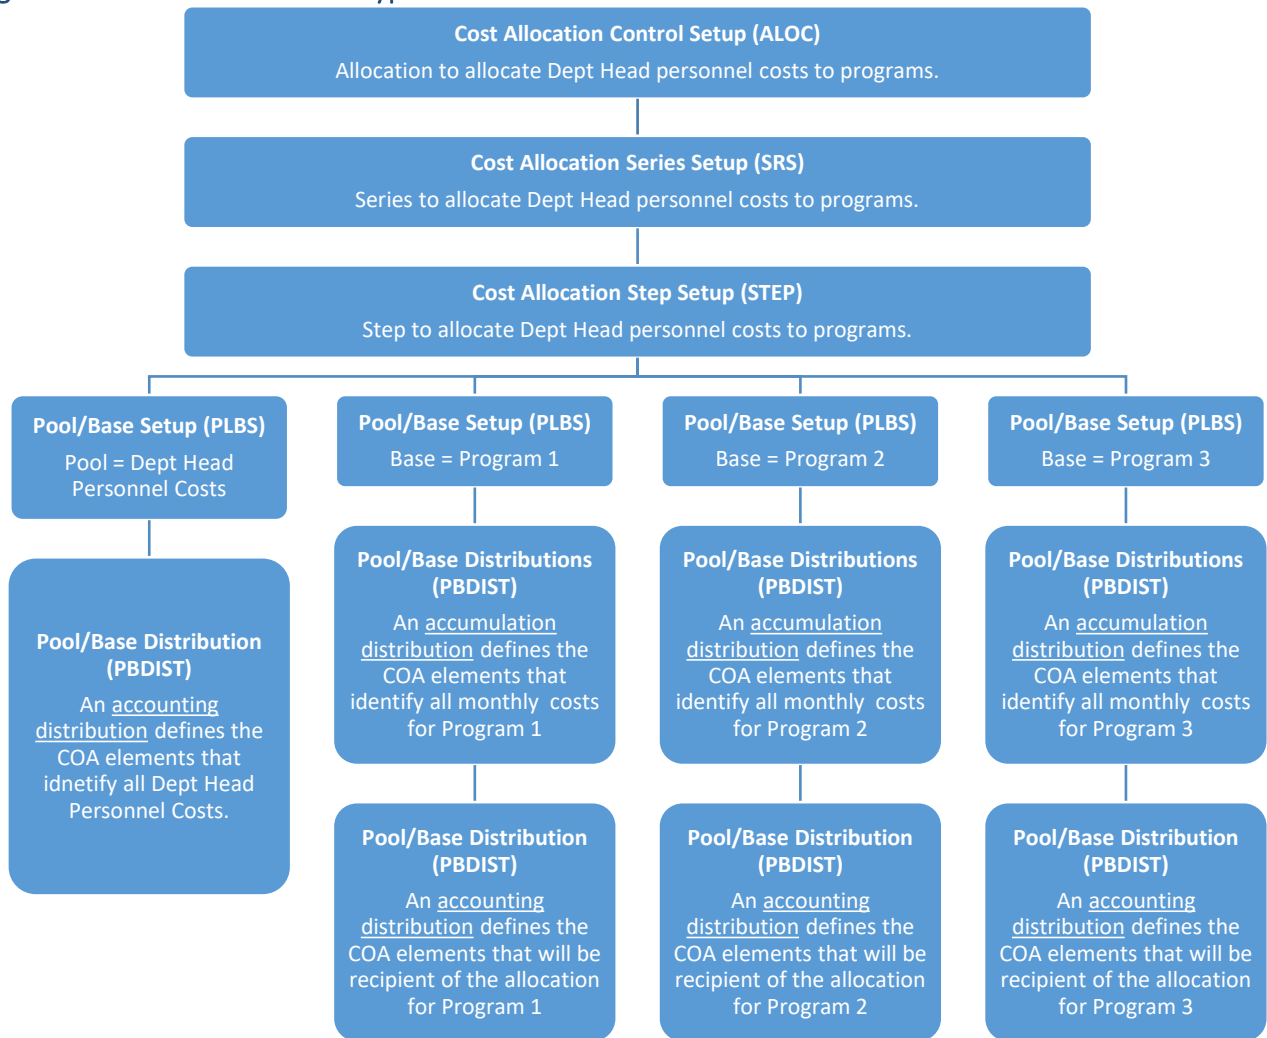 Cost Allocation Control Setup (ALOC)
Allocation to allocate Dept Head personnel costs to programs.
Cost Allocation Series Setup (SRS)
Series to allocate Dept Head personnel costs to programs.
Cost Allocation Step Setup (STEP)
Step to allocate Dept Head personnel costs to programs.
Pool/Base Setup (PLBS)
Pool = Dept Head
Personnel Costs
Pool/Base Distribution
(PBDIST)
An accounting
distribution defines the
COA elements that
idnetify all Dept Head
Personnel Costs.
Pool/Base Setup (PLBS)
Base = Program 1
Pool/Base Distributions
(PBDIST)
An accumulation
distribution defines the
COA elements that
identify all monthly costs
for Program 1
Pool/Base Distribution
(PBDIST)
An accounting
distribution defines the
COA elements that will be
recipient of the allocation
for Program 1
Pool/Base Setup (PLBS)
Base = Program 2
Pool/Base Distributions
(PBDIST)
An accumulation
distribution defines the
COA elements that
identify all monthly costs
for Program 2
Pool/Base Distribution
(PBDIST)
An accounting
distribution defines the
COA elements that will be
recipient of the allocation
for Program 2
Pool/Base Setup (PLBS)
Base = Program 3
Pool/Base Distributions
(PBDIST)
An accumulation
distribution defines the
COA elements that
identify all monthly costs
for Program 3
Pool/Base Distribution
(PBDIST)
An accounting
distribution defines the
COA elements that will be
recipient of the allocation
for Program 3